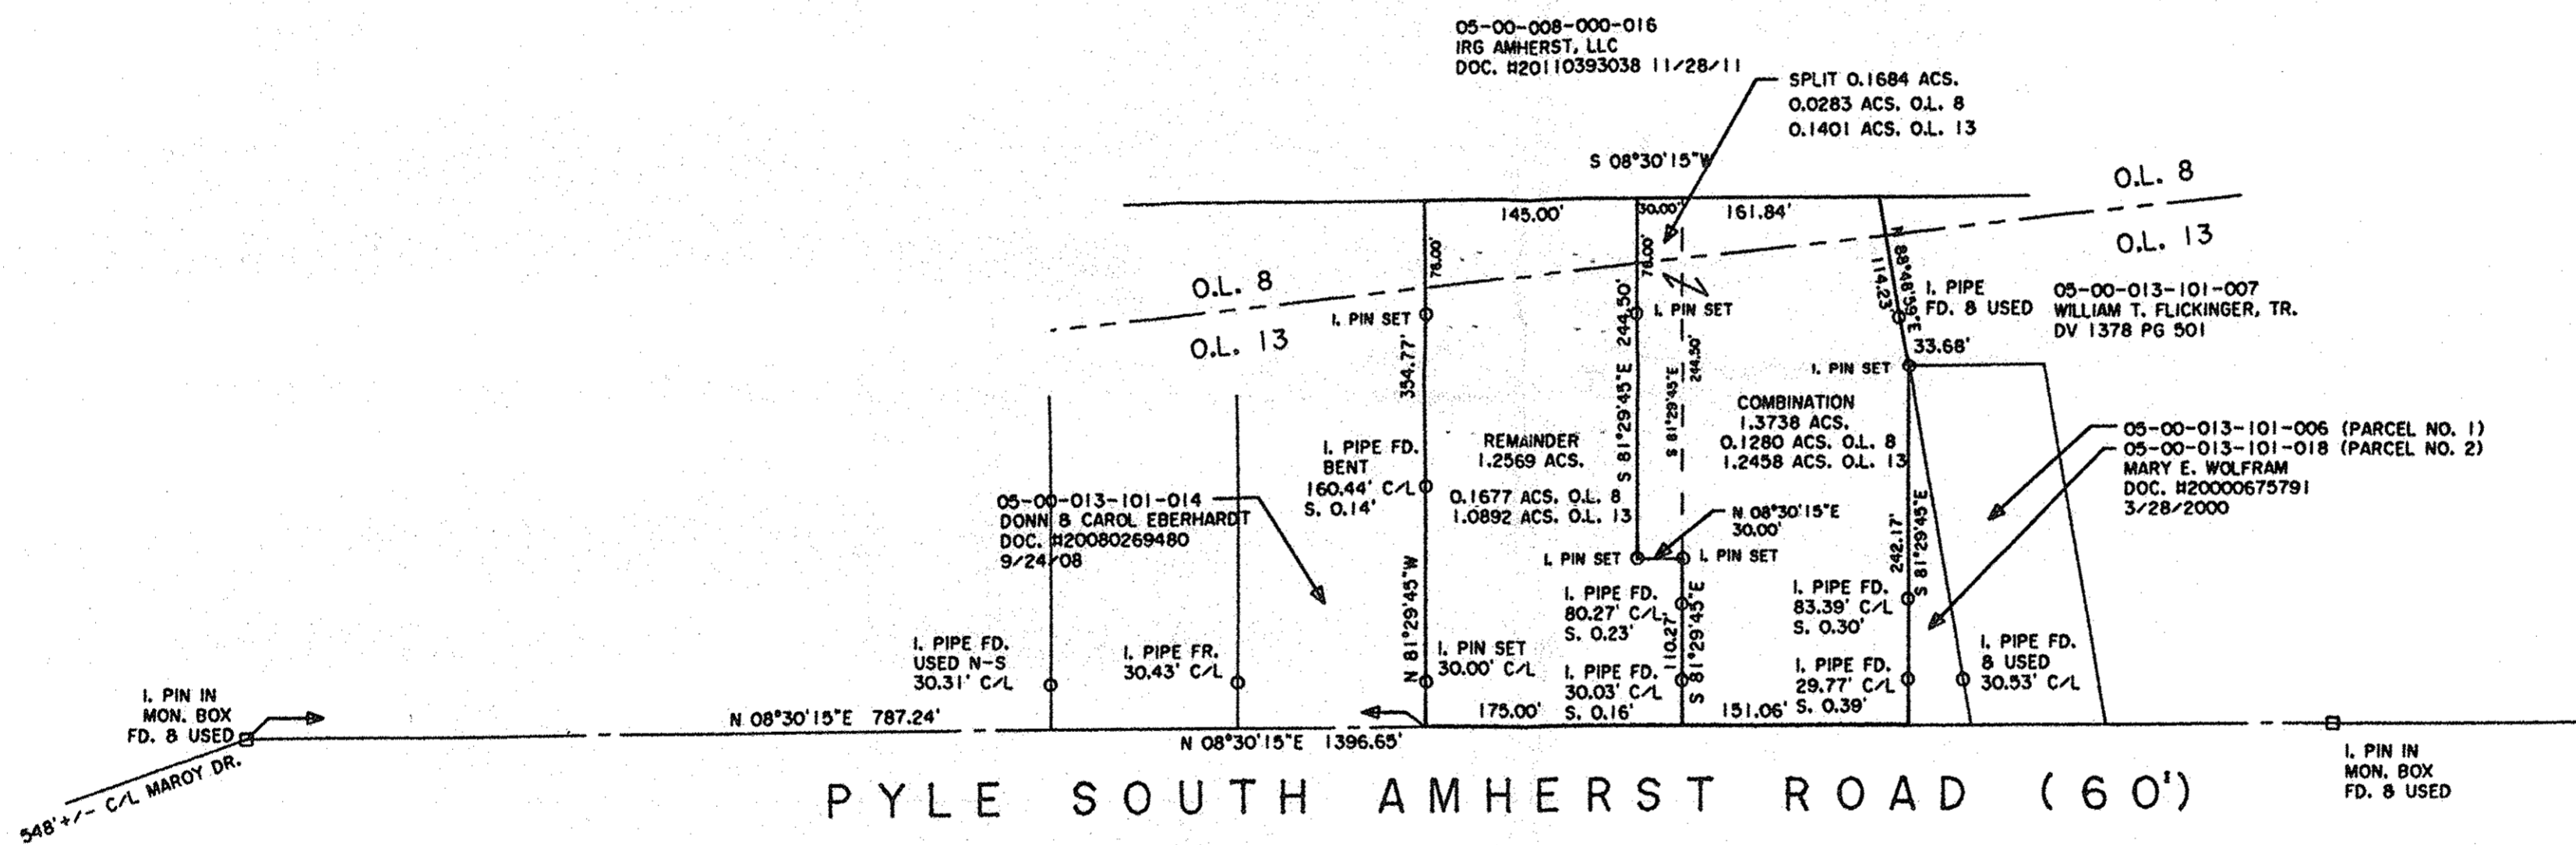 05-00-008-000-016
IRG AMHERST, LLC
DOC. #20110393038 11/28/11
SPLIT 0.1684 ACS.
0.0283 ACS. O.L. 8
0.1401 ACS. O.L. 13
S 08°30'15"W
O.L. 8
O.L. 13
145.00'
30.00'
161.84'
76.00'
76.00'
N 88°48'59"E
114.23'
O.L. 8
O.L. 13
I. PIN SET
I. PIN SET
I. PIPE
FD. & USED
05-00-013-101-007
WILLIAM T. FLICKINGER, TR.
DV 1378 PG 501
33.68'
I. PIN SET
354.77'
S 81°29'45"E 244.50'
S 81°29'45"E
244.50'
COMBINATION
1.3738 ACS.
0.1280 ACS. O.L. 8
1.2458 ACS. O.L. 13
REMAINDER
1.2569 ACS.
0.1677 ACS. O.L. 8
1.0892 ACS. O.L. 13
I. PIPE FD.
BENT
160.44' C/L
S. 0.14'
05-00-013-101-006 (PARCEL NO. 1)
05-00-013-101-018 (PARCEL NO. 2)
MARY E. WOLFRAM
DOC. #20000675791
3/28/2000
05-00-013-101-014
DONN & CAROL EBERHARDT
DOC. #20080269480
9/24/08
N 08°30'15"E
30.00'
I. PIN SET
I. PIN SET
242.17'
S 81°29'45"E
N 81°29'45"W
I. PIPE FD.
80.27' C/L
S. 0.23'
110.27'
S 81°29'45"E
I. PIPE FD.
83.39' C/L
S. 0.30'
I. PIPE FD.
USED N-S
30.31' C/L
I. PIPE FR.
30.43' C/L
I. PIN SET
30.00' C/L
I. PIPE FD.
30.03' C/L
S. 0.16'
I. PIPE FD.
29.77' C/L
S. 0.39'
I. PIPE FD.
& USED
30.53' C/L
I. PIN IN
MON. BOX
FD. & USED
N 08°30'15"E 787.24'
175.00'
151.06'
N 08°30'15"E 1396.65'
548'+/- C/L MAROY DR.
I. PIN IN
MON. BOX
FD. & USED
PYLE SOUTH AMHERST ROAD (60')